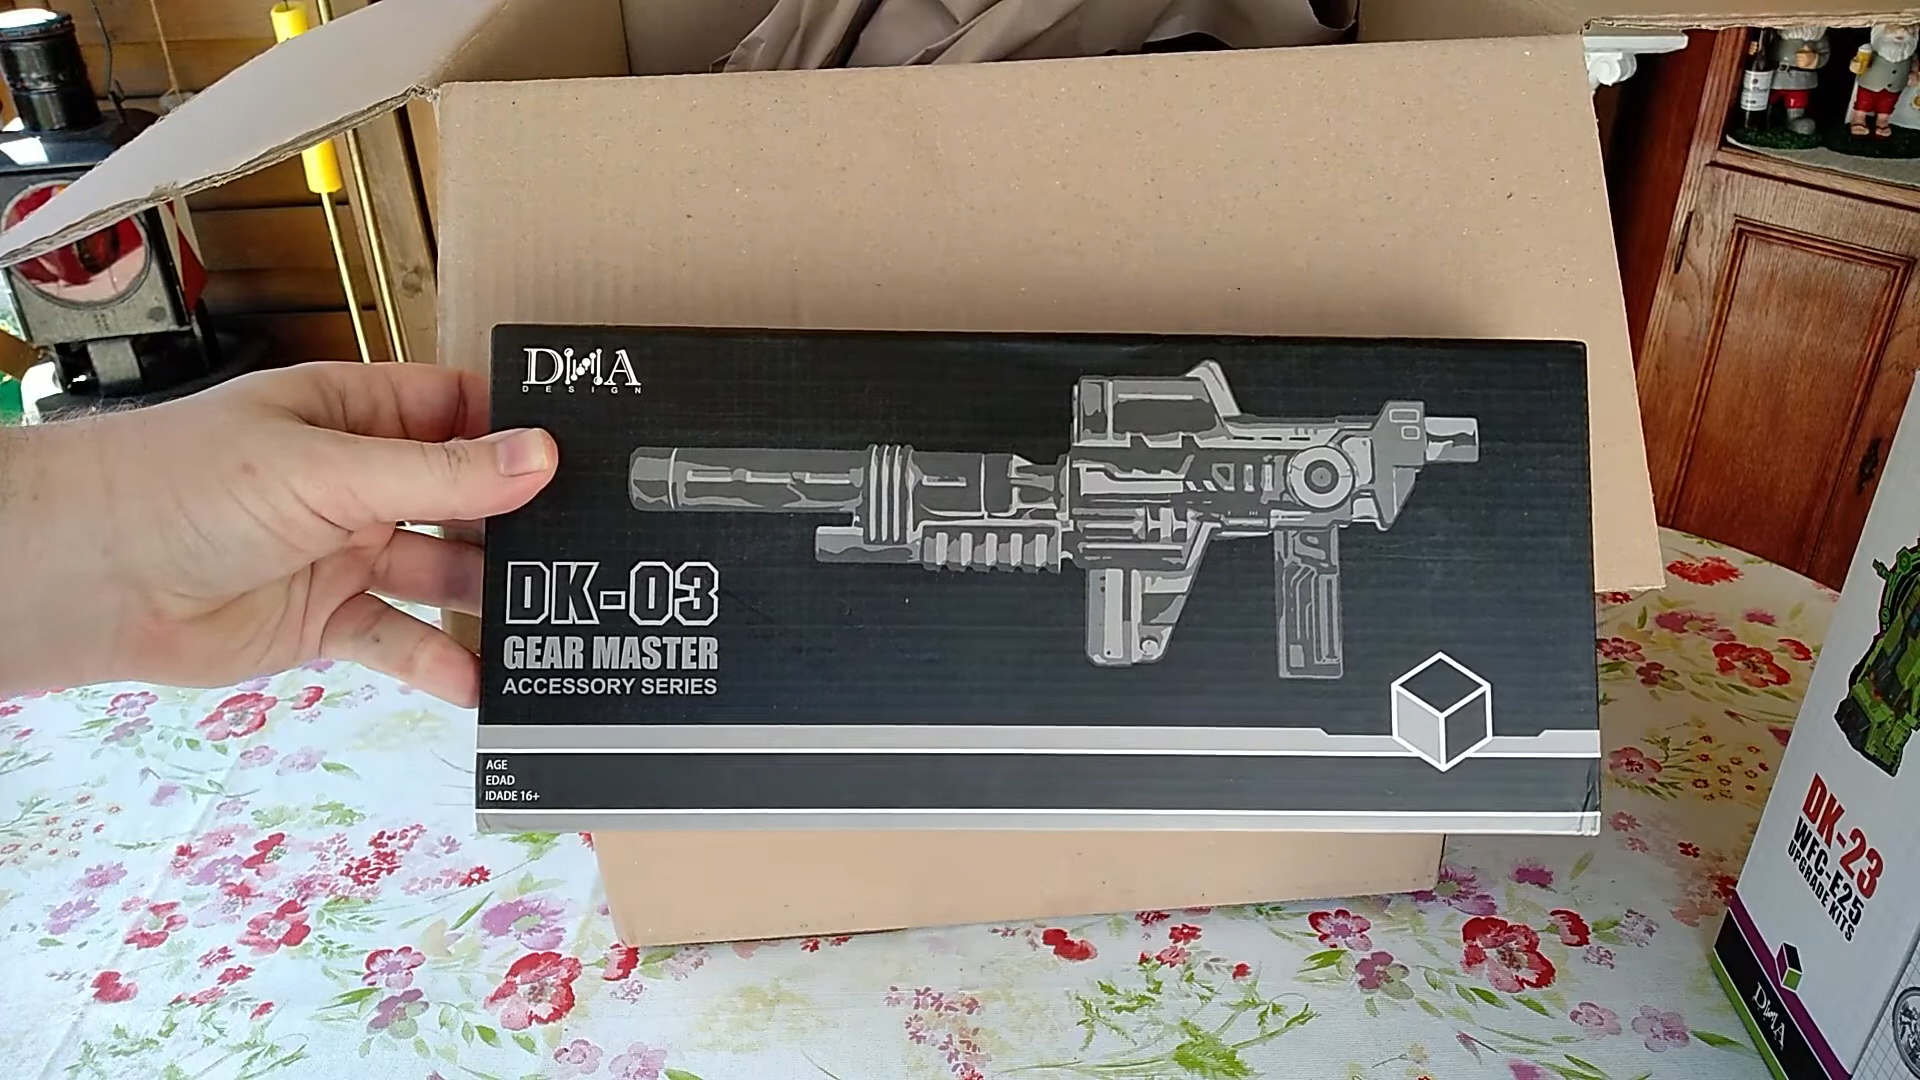 DNA
DESIGN
DK-03
GEAR MASTER
ACCESSORY SERIES
AGE
EDAD
IDADE 16+
DK-23
WFC-E25
UPGRADE KITS
DNA